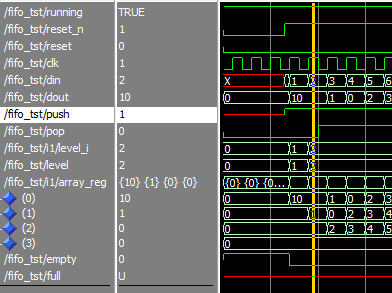 /fifo_tst/running TRUE
/fifo_tst/reset_n 1
/fifo_tst/reset 0
/fifo_tst/clk 1
/fifo_tst/din 2 X 1 3 4 5 6
/fifo_tst/dout 10 0 10 1 0 2 3
/fifo_tst/push 1
/fifo_tst/pop 0
/fifo_tst/i1/level_i 2 0 1
/fifo_tst/level 2 0 1
/fifo_tst/i1/array_reg {10} {1} {0} {0} {0} {0} {0...
(0) 10 0 10 1 0 2 3
(1) 1 0 0 2 3 4
(2) 0 0 2 3 4 5
(3) 0 0
/fifo_tst/empty 0
/fifo_tst/full U